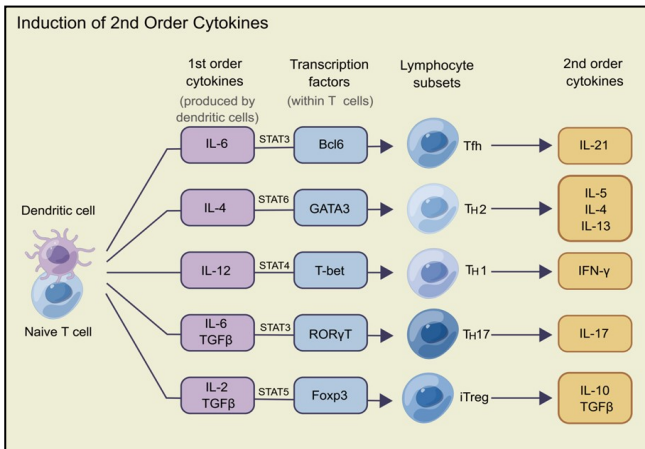 Induction of 2nd Order Cytokines
1st order
cytokines
(produced by
dendritic cells)
Transcription
factors
(within T cells)
Lymphocyte
subsets
2nd order
cytokines
Dendritic cell
Naive T cell
IL-6
STAT3
Bcl6
Tfh
IL-21
IL-4
STAT6
GATA3
TH2
IL-5
IL-4
IL-13
IL-12
STAT4
T-bet
TH1
IFN-γ
IL-6
TGFβ
STAT3
RORγT
TH17
IL-17
IL-2
TGFβ
STAT5
Foxp3
iTreg
IL-10
TGFβ